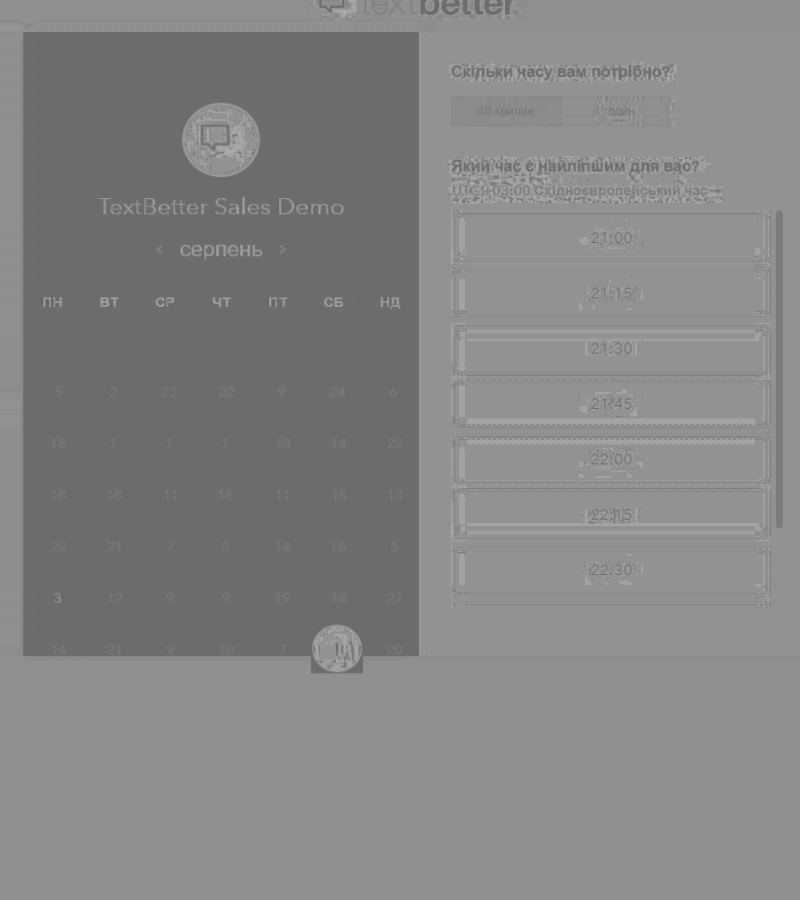 textbetter
TextBetter Sales Demo
серпень
ПН ВТ СР ЧТ ПТ СБ НД
5 2 23 22 9 24 6
18 1 1 1 13 14 22
18 18 11 16 11 15 13
22 21 7 2 14 18 5
3 12 9 9 19 14 27
14 21 9 10 7 20
Скільки часу вам потрібно?
40 хвилин годин
Який час є найліпшим для вас?
UTC+03:00 Східноєвропейський час
21:00
21:15
21:30
21:45
22:00
22:15
22:30